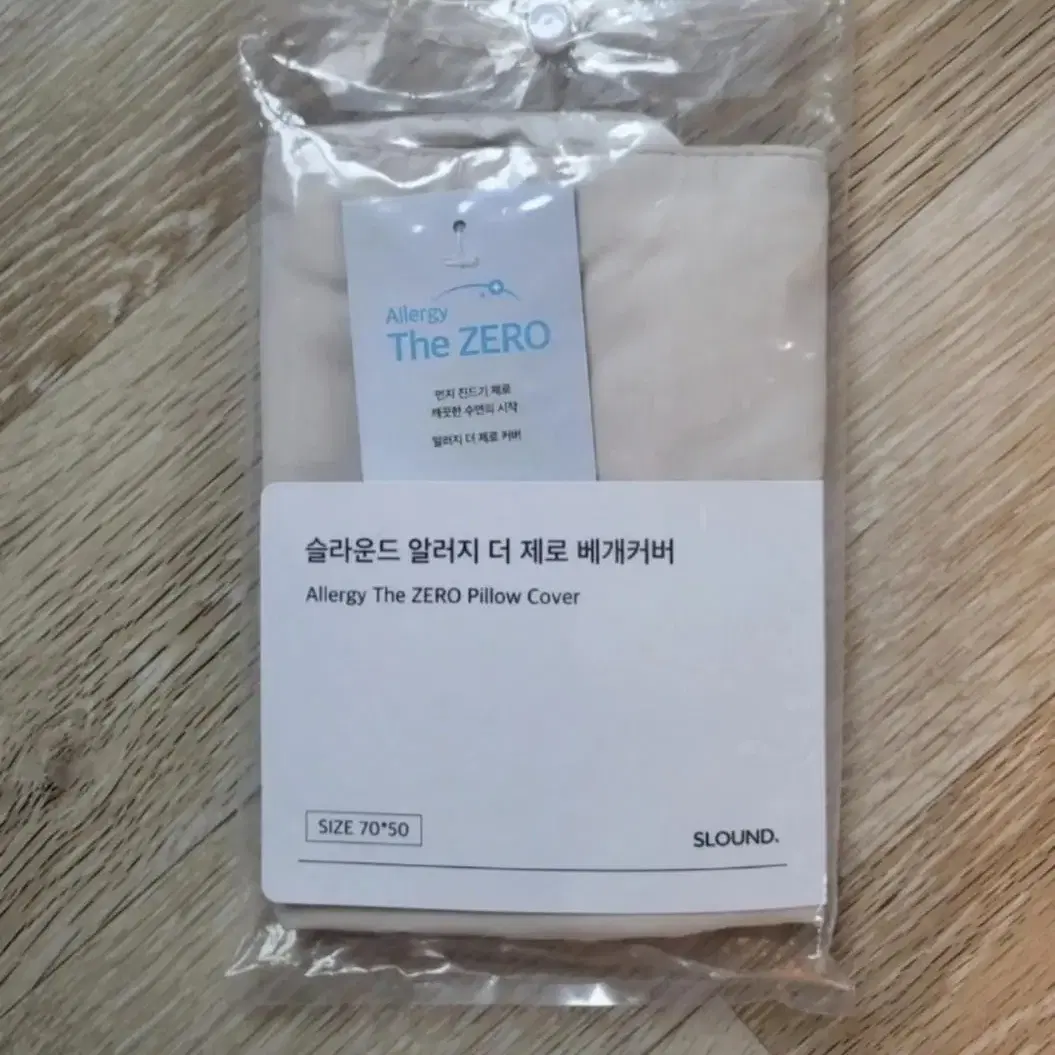 Allergy
The ZERO
먼지 진드기 제로
깨끗한 수면의 시작
알러지 더 제로 커버
슬라운드 알러지 더 제로 베개커버
Allergy The ZERO Pillow Cover
SIZE 70*50
SLOUND.